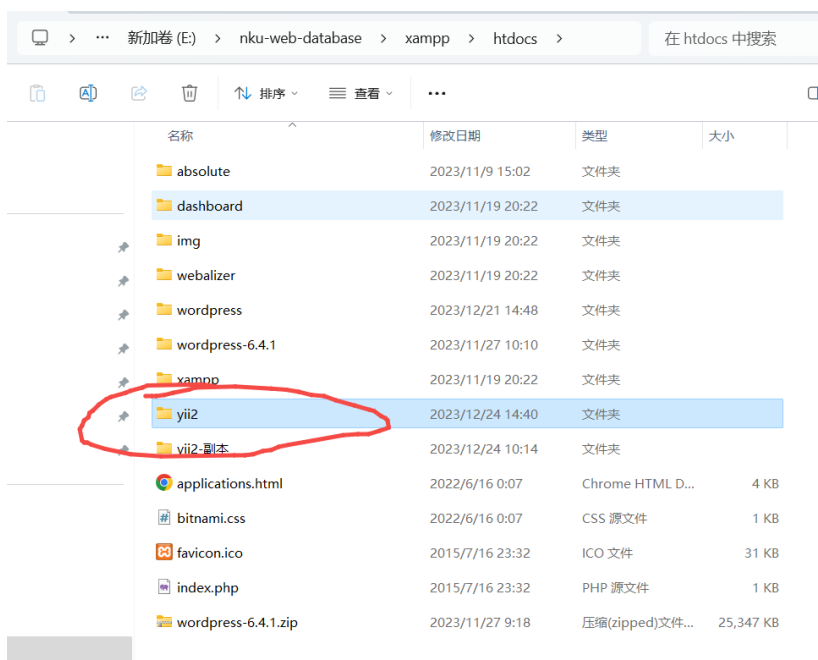 新加卷 (E:) nku-web-database xampp htdocs 在 htdocs 中搜索
排序 查看
名称 修改日期 类型 大小
absolute 2023/11/9 15:02 文件夹
dashboard 2023/11/19 20:22 文件夹
img 2023/11/19 20:22 文件夹
webalizer 2023/11/19 20:22 文件夹
wordpress 2023/12/21 14:48 文件夹
wordpress-6.4.1 2023/11/27 10:10 文件夹
xampp 2023/11/19 20:22 文件夹
yii2 2023/12/24 14:40 文件夹
yii2-副本 2023/12/24 10:14 文件夹
applications.html 2022/6/16 0:07 Chrome HTML D... 4 KB
bitnami.css 2022/6/16 0:07 CSS 源文件 1 KB
favicon.ico 2015/7/16 23:32 ICO 文件 31 KB
index.php 2015/7/16 23:32 PHP 源文件 1 KB
wordpress-6.4.1.zip 2023/11/27 9:18 压缩(zipped)文件... 25,347 KB